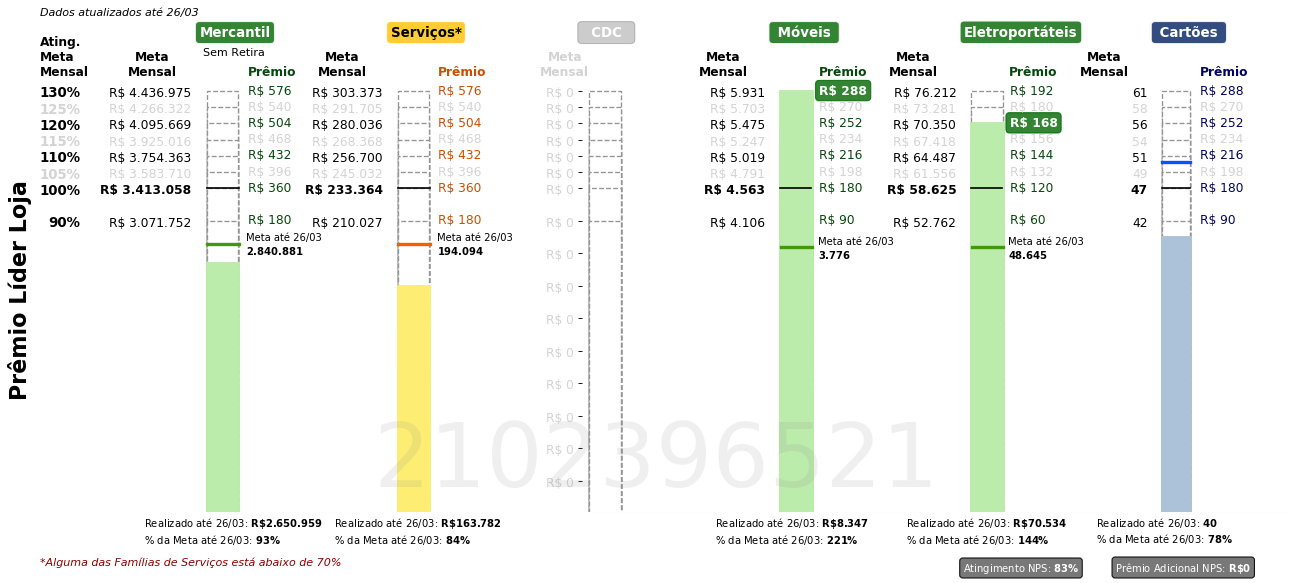 Dados atualizados até 26/03
Mercantil Serviços* CDC Móveis Eletroportáteis Cartões
Sem Retira
Ating. Meta Mensal Meta Mensal Prêmio Meta Mensal Prêmio Meta Mensal Meta Mensal Prêmio Meta Mensal Prêmio Meta Mensal Prêmio
130% R$ 4.436.975 R$ 576 R$ 303.373 R$ 576 R$ 0 R$ 5.931 R$ 288 R$ 76.212 R$ 192 61 R$ 288
125% R$ 4.266.322 R$ 540 R$ 291.705 R$ 540 R$ 0 R$ 5.703 R$ 270 R$ 73.281 R$ 180 58 R$ 270
120% R$ 4.095.669 R$ 504 R$ 280.036 R$ 504 R$ 0 R$ 5.475 R$ 252 R$ 70.350 R$ 168 56 R$ 252
115% R$ 3.925.016 R$ 468 R$ 268.368 R$ 468 R$ 0 R$ 5.247 R$ 234 R$ 67.418 R$ 156 54 R$ 234
110% R$ 3.754.363 R$ 432 R$ 256.700 R$ 432 R$ 0 R$ 5.019 R$ 216 R$ 64.487 R$ 144 51 R$ 216
105% R$ 3.583.710 R$ 396 R$ 245.032 R$ 396 R$ 0 R$ 4.791 R$ 198 R$ 61.556 R$ 132 49 R$ 198
100% R$ 3.413.058 R$ 360 R$ 233.364 R$ 360 R$ 0 R$ 4.563 R$ 180 R$ 58.625 R$ 120 47 R$ 180
90% R$ 3.071.752 R$ 180 R$ 210.027 R$ 180 R$ 0 R$ 4.106 R$ 90 R$ 52.762 R$ 60 42 R$ 90
Meta até 26/03 Meta até 26/03 Meta até 26/03 Meta até 26/03
2.840.881 194.094 3.776 48.645
R$ 0
R$ 0
R$ 0
R$ 0
R$ 0
R$ 0
R$ 0
R$ 0
Prêmio Líder Loja
2102396521
Realizado até 26/03: R$2.650.959 Realizado até 26/03: R$163.782 Realizado até 26/03: R$8.347 Realizado até 26/03: R$70.534 Realizado até 26/03: 40
% da Meta até 26/03: 93% % da Meta até 26/03: 84% % da Meta até 26/03: 221% % da Meta até 26/03: 144% % da Meta até 26/03: 78%
*Alguma das Famílias de Serviços está abaixo de 70% Atingimento NPS: 83% Prêmio Adicional NPS: R$0